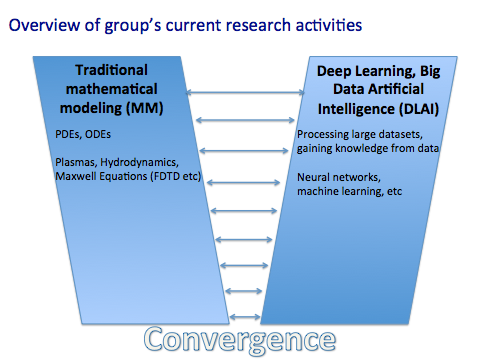 Overview of group's current research activities
Traditional
mathematical
modeling (MM)
PDEs, ODEs
Plasmas, Hydrodynamics,
Maxwell Equations (FDTD etc)
Deep Learning, Big
Data Artificial
Intelligence (DLAI)
Processing large datasets,
gaining knowledge from data
Neural networks,
machine learning, etc
Convergence